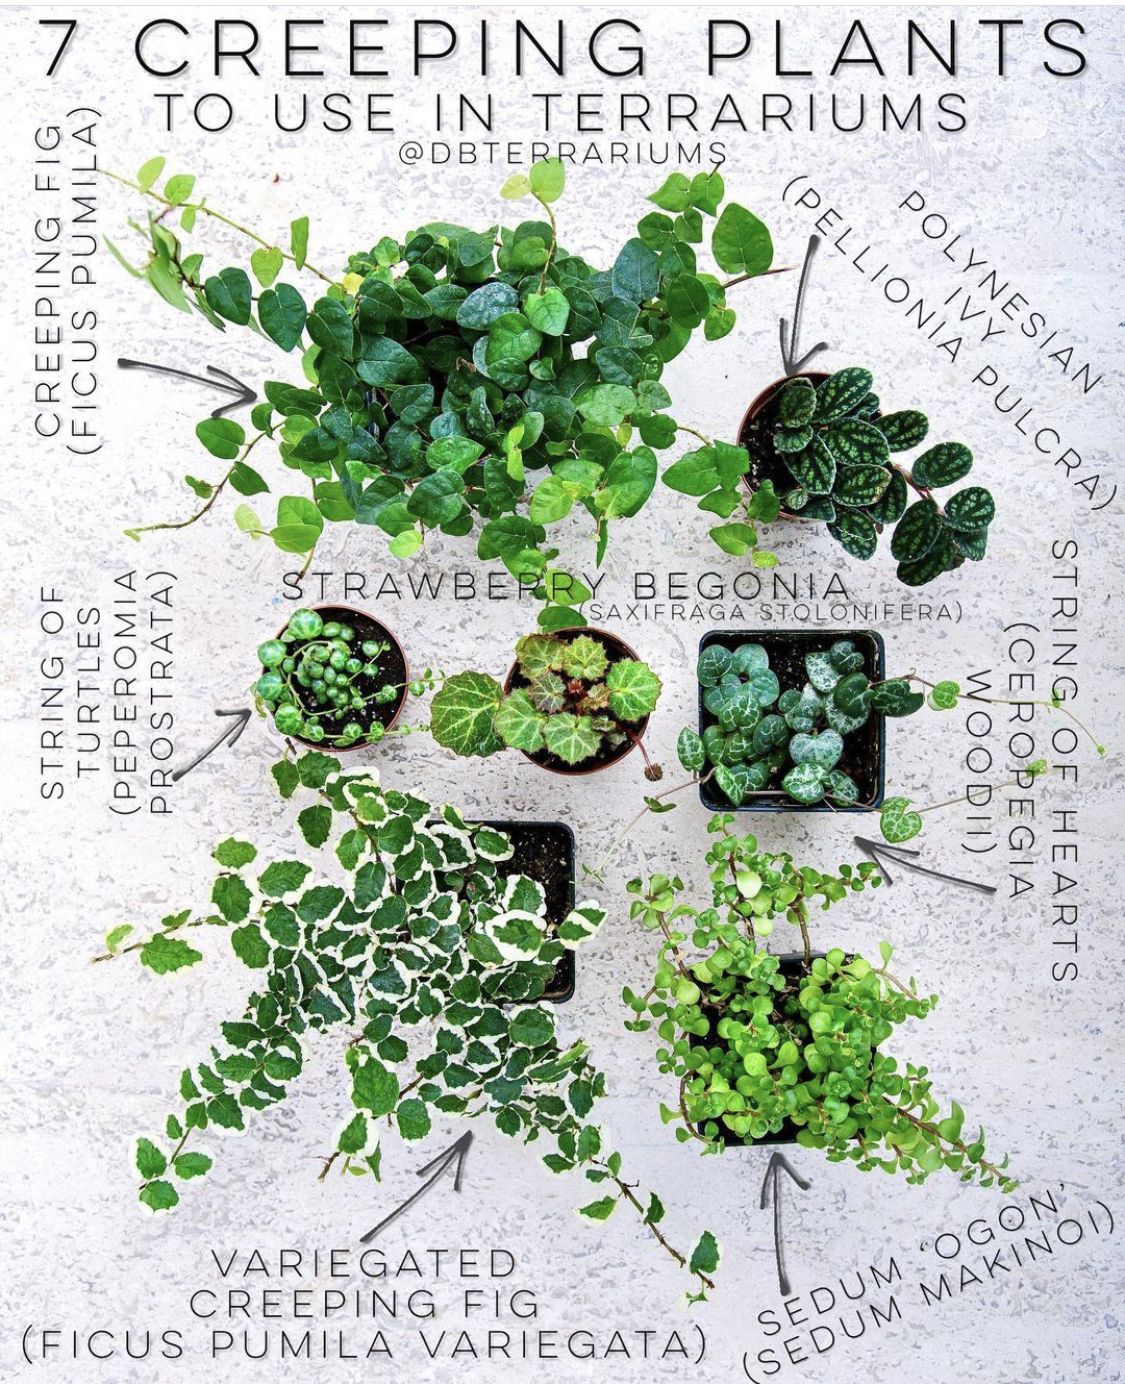 7 CREEPING PLANTS
TO USE IN TERRARIUMS
@DBTERRARIUMS
CREEPING FIG
(FICUS PUMILA)
POLYNESIAN
IVY
(PELLIONIA PULCRA)
STRAWBERRY BEGONIA
(SAXIFRAGA STOLONIFERA)
STRING OF
TURTLES
(PEPEROMIA
PROSTRATA)
STRING OF HEARTS
(CEROPEGIA
WOODII)
VARIEGATED
CREEPING FIG
(FICUS PUMILA VARIEGATA)
SEDUM 'OGON'
(SEDUM MAKINOI)